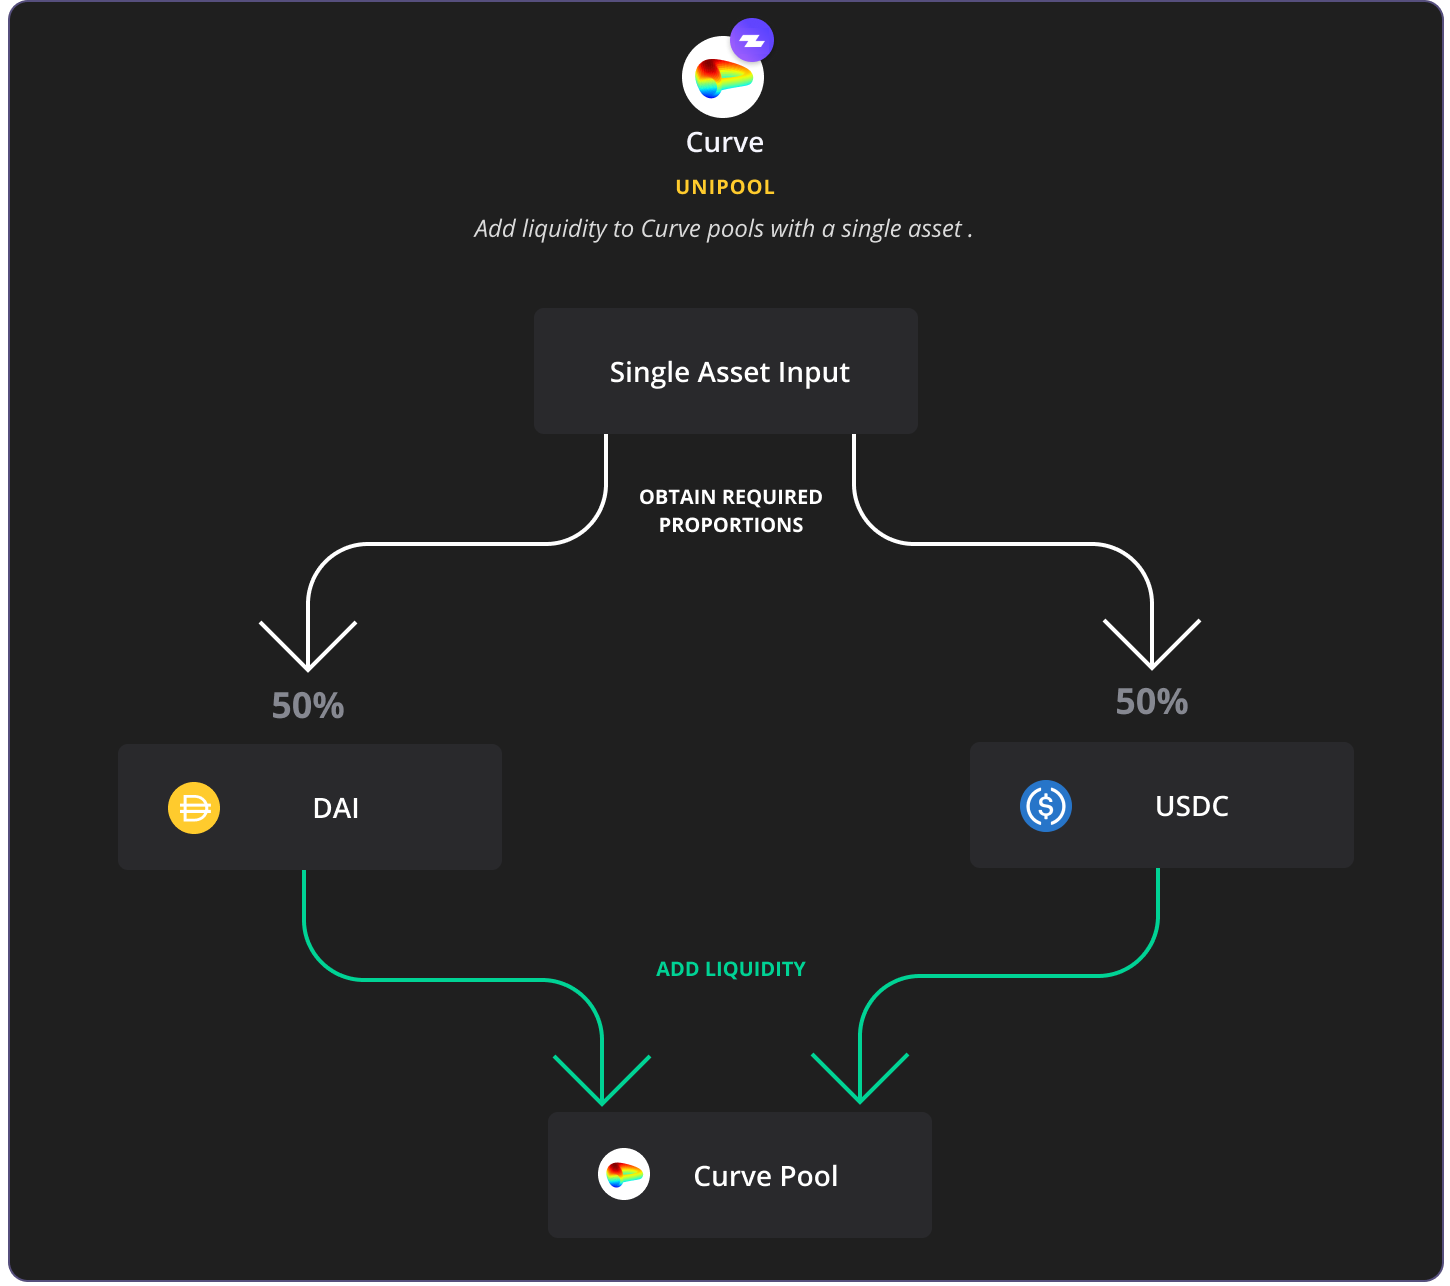 Curve
UNIPOOL
Add liquidity to Curve pools with a single asset .
Single Asset Input
OBTAIN REQUIRED
PROPORTIONS
50%
50%
DAI
USDC
ADD LIQUIDITY
Curve Pool